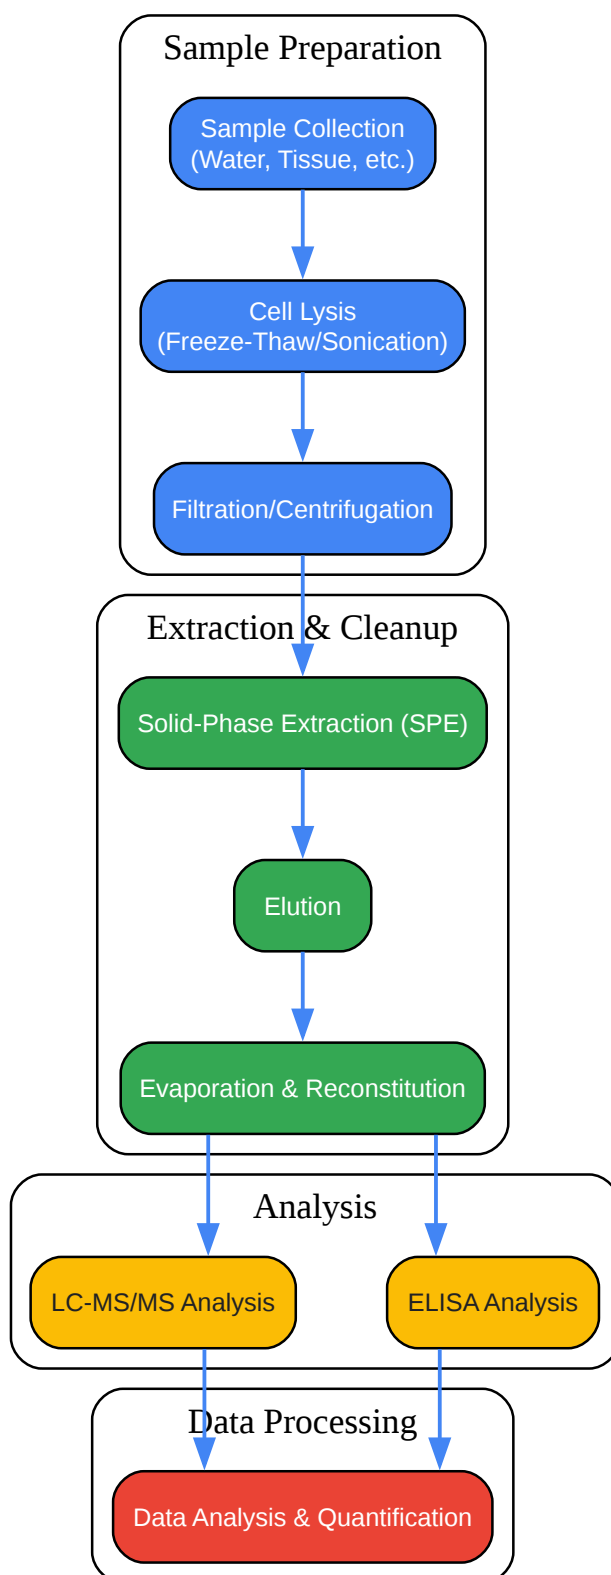 Sample Preparation
Sample Collection
(Water, Tissue, etc.)
Cell Lysis
(Freeze-Thaw/Sonication)
Filtration/Centrifugation
Extraction & Cleanup
Solid-Phase Extraction (SPE)
Elution
Evaporation & Reconstitution
Analysis
LC-MS/MS Analysis
ELISA Analysis
Data Processing
Data Analysis & Quantification